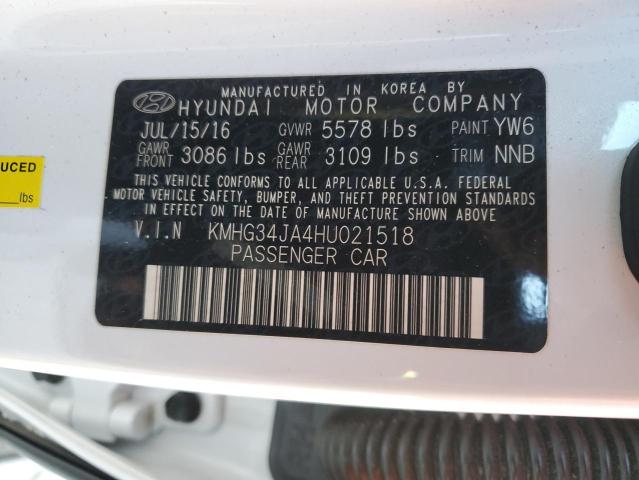 MANUFACTURED IN KOREA BY
HYUNDAI MOTOR COMPANY
JUL/15/16 GVWR 5578 lbs PAINT YW6
GAWR FRONT 3086 lbs GAWR REAR 3109 lbs TRIM NNB
THIS VEHICLE CONFORMS TO ALL APPLICABLE U.S.A. FEDERAL
MOTOR VEHICLE SAFETY, BUMPER, AND THEFT PREVENTION STANDARDS
IN EFFECT ON THE DATE OF MANUFACTURE SHOWN ABOVE
V.I.N KMHG34JA4HU021518
PASSENGER CAR
UCED
lbs